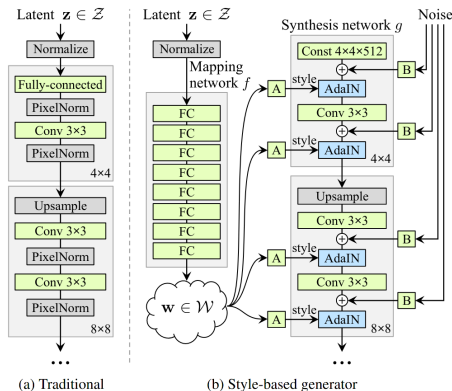 Latent z ∈ Z
Normalize
Fully-connected
PixelNorm
Conv 3×3
PixelNorm
4×4
Upsample
Conv 3×3
PixelNorm
Conv 3×3
PixelNorm
8×8
...
(a) Traditional
Latent z ∈ Z
Normalize
Mapping
network f
FC
FC
FC
FC
FC
FC
FC
FC
w ∈ W
Synthesis network g
Noise
Const 4×4×512
B
A
style
AdaIN
Conv 3×3
B
A
style
AdaIN
4×4
Upsample
Conv 3×3
B
A
style
AdaIN
Conv 3×3
B
A
style
AdaIN
8×8
...
(b) Style-based generator